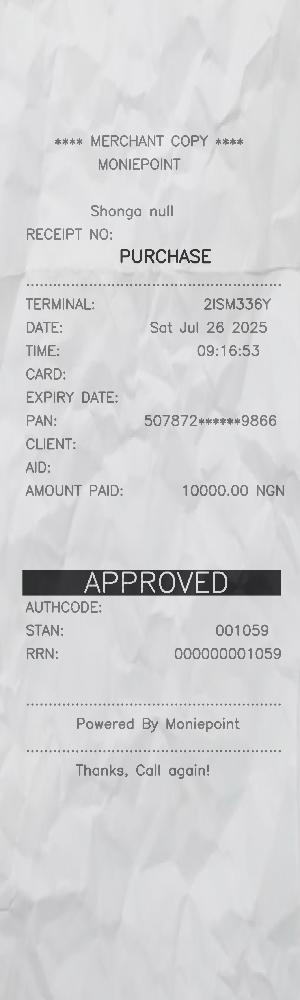 **** MERCHANT COPY ****
MONIEPOINT
Shonga null
RECEIPT NO:
PURCHASE
TERMINAL: 2ISM336Y
DATE: Sat Jul 26 2025
TIME: 09:16:53
CARD:
EXPIRY DATE:
PAN: 507872******9866
CLIENT:
AID:
AMOUNT PAID: 10000.00 NGN
APPROVED
AUTHCODE:
STAN: 001059
RRN: 000000001059
Powered By Moniepoint
Thanks, Call again!